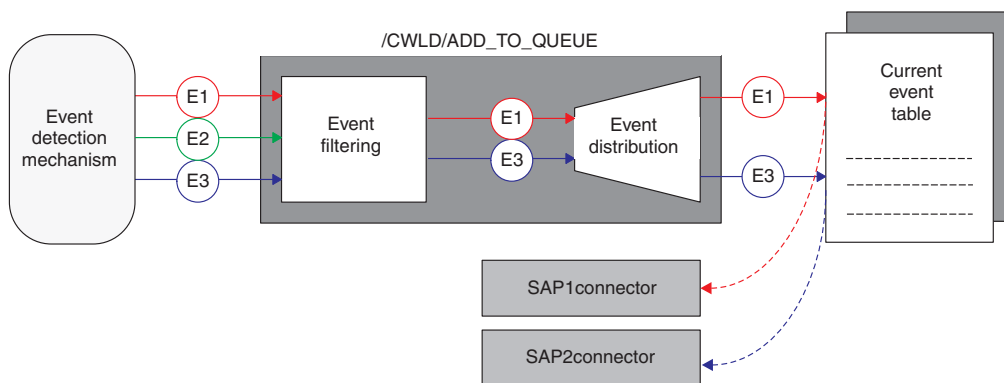 /CWLD/ADD_TO_QUEUE
Event
detection
mechanism
E1
E2
E3
Event
filtering
E1
E3
Event
distribution
E1
E3
Current
event
table
SAP1connector
SAP2connector